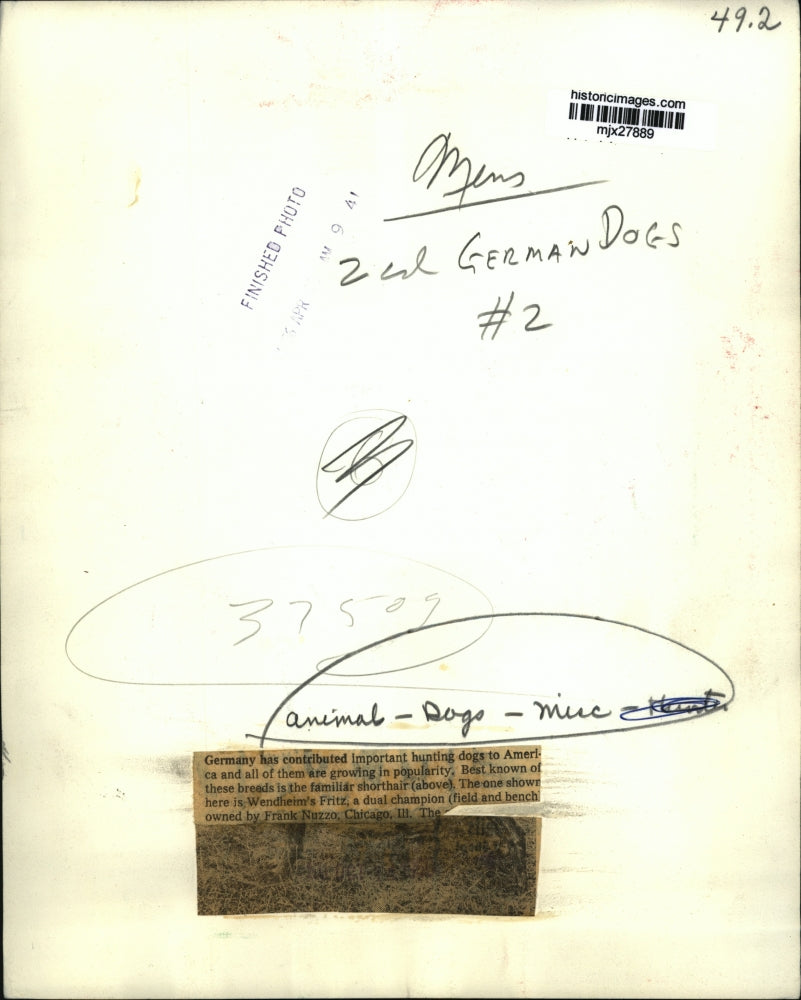 49.2
historicimages.com
mjx27889
FINISHED PHOTO
APR
AM 9 41
2 col GERMAN DOGS
#2
37509
animal - Dogs - misc -
Germany has contributed important hunting dogs to Ameri-
ca and all of them are growing in popularity. Best known of
these breeds is the familiar shorthair (above). The one shown
here is Wendheim's Fritz, a dual champion (field and bench
owned by Frank Nuzzo, Chicago, Ill. The